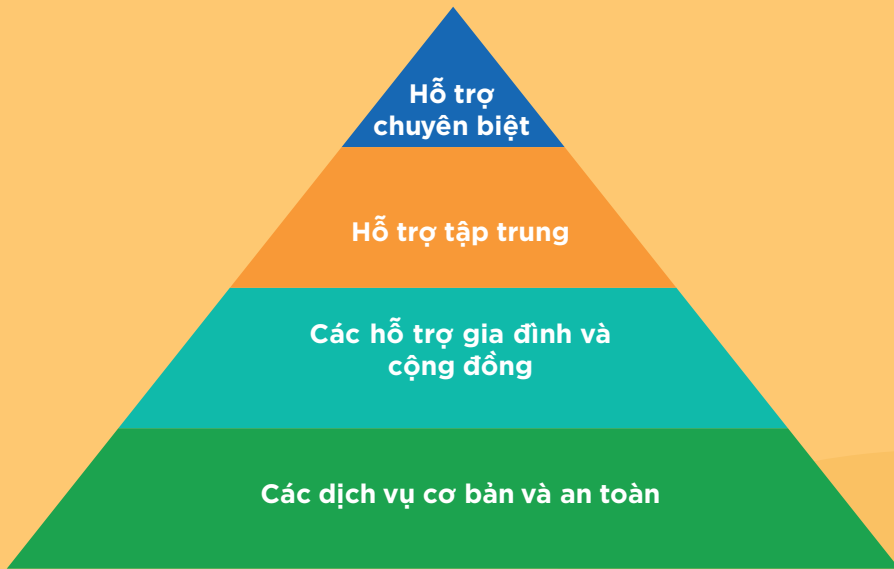 Hỗ trợ
chuyên biệt
Hỗ trợ tập trung
Các hỗ trợ gia đình và
cộng đồng
Các dịch vụ cơ bản và an toàn